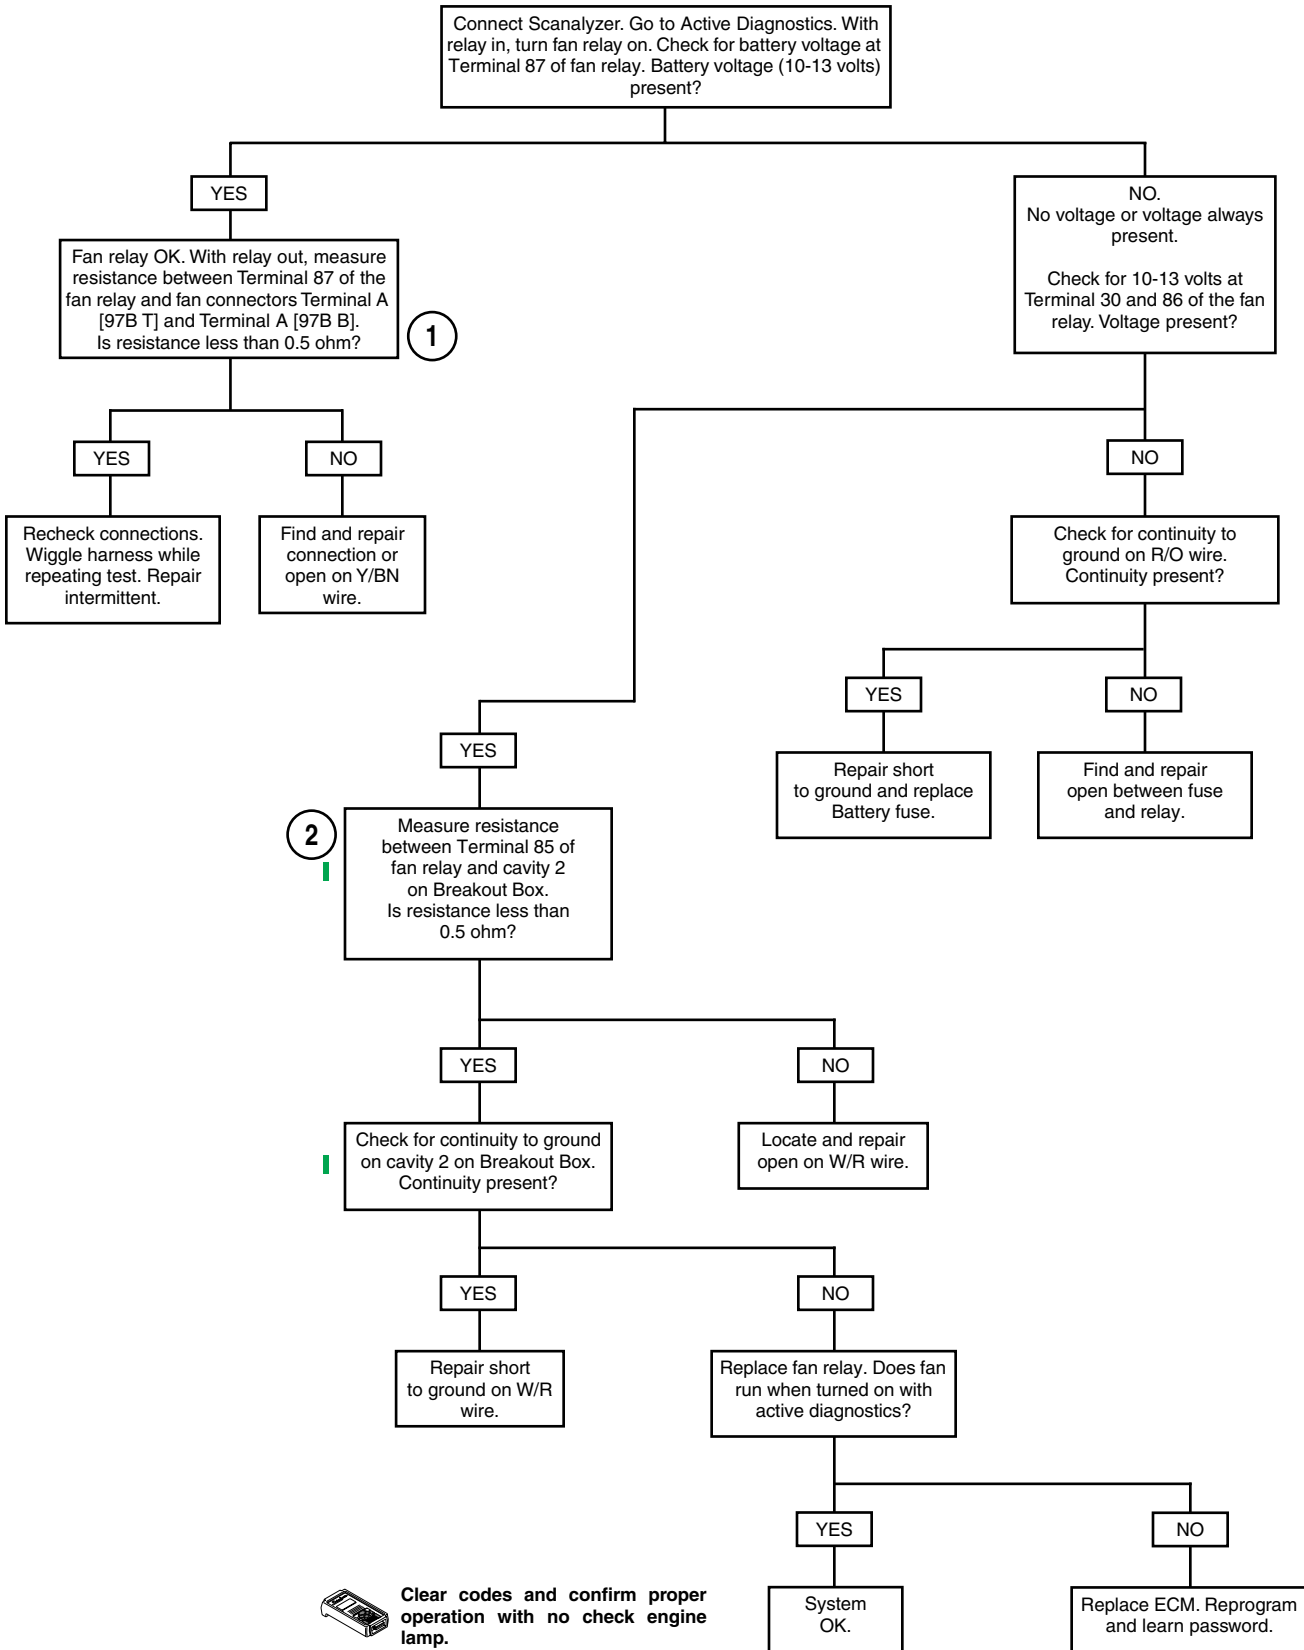 Connect Scanalyzer. Go to Active Diagnostics. With
relay in, turn fan relay on. Check for battery voltage at
Terminal 87 of fan relay. Battery voltage (10-13 volts)
present?
YES
NO.
No voltage or voltage always
present.
Check for 10-13 volts at
Terminal 30 and 86 of the fan
relay. Voltage present?
Fan relay OK. With relay out, measure
resistance between Terminal 87 of the
fan relay and fan connectors Terminal A
[97B T] and Terminal A [97B B].
Is resistance less than 0.5 ohm?
1
YES
NO
NO
Recheck connections.
Wiggle harness while
repeating test. Repair
intermittent.
Find and repair
connection or
open on Y/BN
wire.
Check for continuity to
ground on R/O wire.
Continuity present?
YES
NO
YES
Repair short
to ground and replace
Battery fuse.
Find and repair
open between fuse
and relay.
2
Measure resistance
between Terminal 85 of
fan relay and cavity 2
on Breakout Box.
Is resistance less than
0.5 ohm?
YES
NO
Check for continuity to ground
on cavity 2 on Breakout Box.
Continuity present?
Locate and repair
open on W/R wire.
YES
NO
Repair short
to ground on W/R
wire.
Replace fan relay. Does fan
run when turned on with
active diagnostics?
YES
NO
Clear codes and confirm proper
operation with no check engine
lamp.
System
OK.
Replace ECM. Reprogram
and learn password.